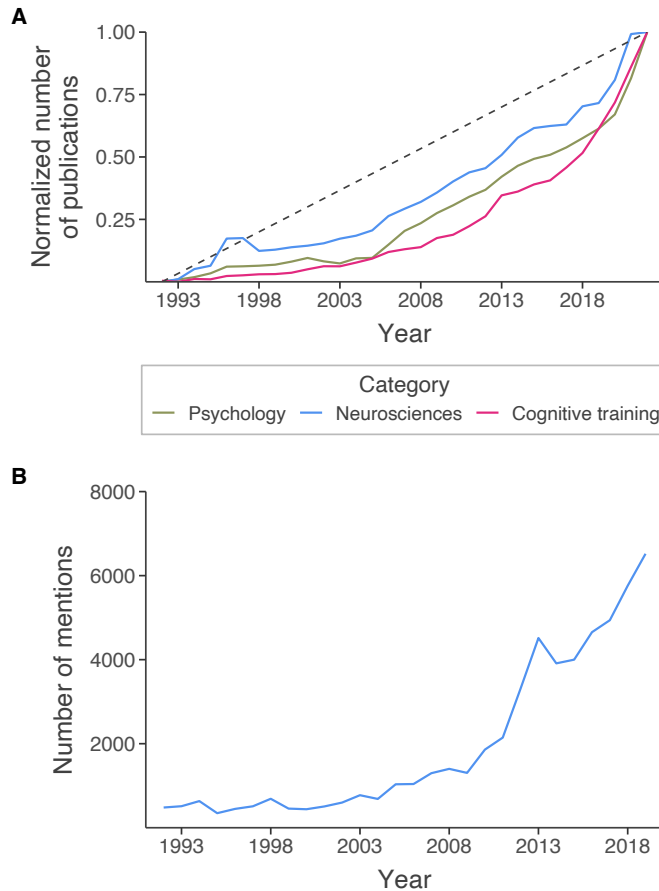 A
Normalized number
of publications
1.00
0.75
0.50
0.25
1993 1998 2003 2008 2013 2018
Year
Category
Psychology Neurosciences Cognitive training
B
Number of mentions
8000
6000
4000
2000
1993 1998 2003 2008 2013 2018
Year